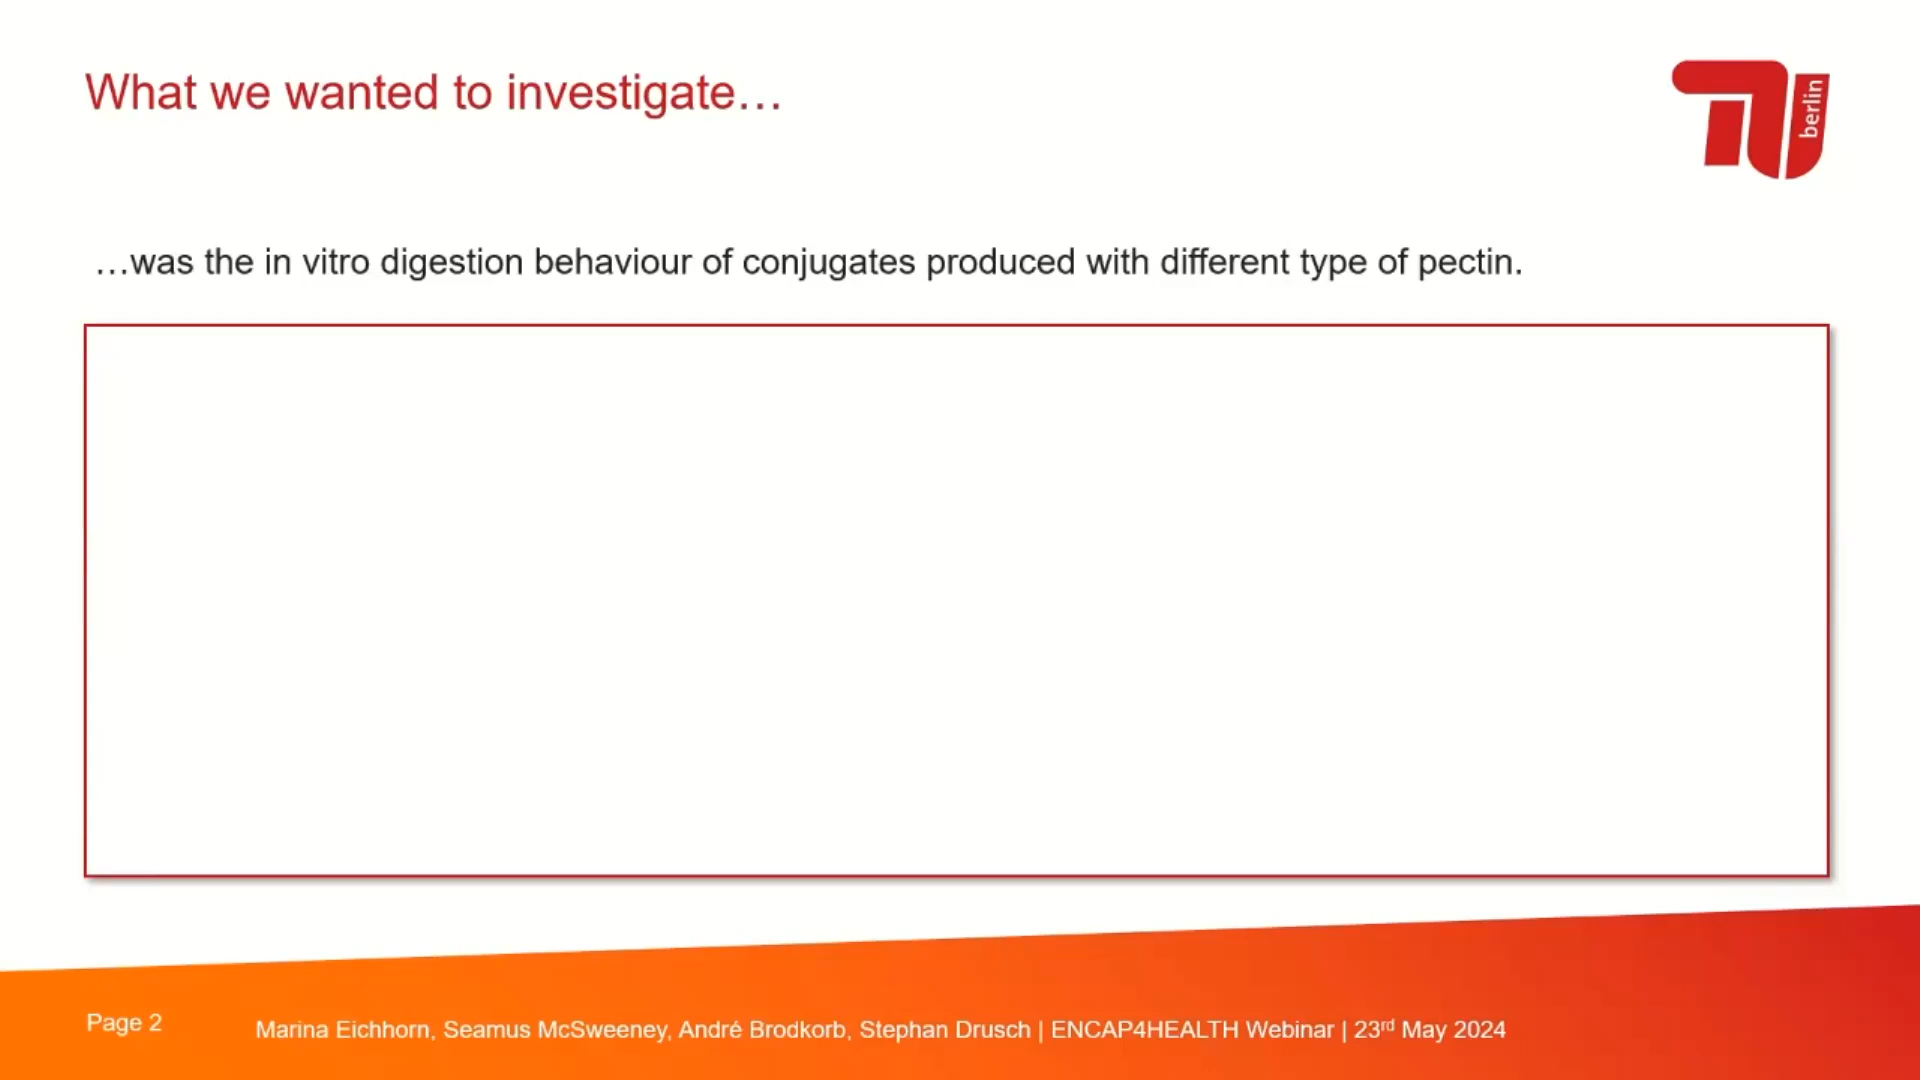 What we wanted to investigate…
berlin
…was the in vitro digestion behaviour of conjugates produced with different type of pectin.
Page 2
Marina Eichhorn, Seamus McSweeney, André Brodkorb, Stephan Drusch | ENCAP4HEALTH Webinar | 23rd May 2024